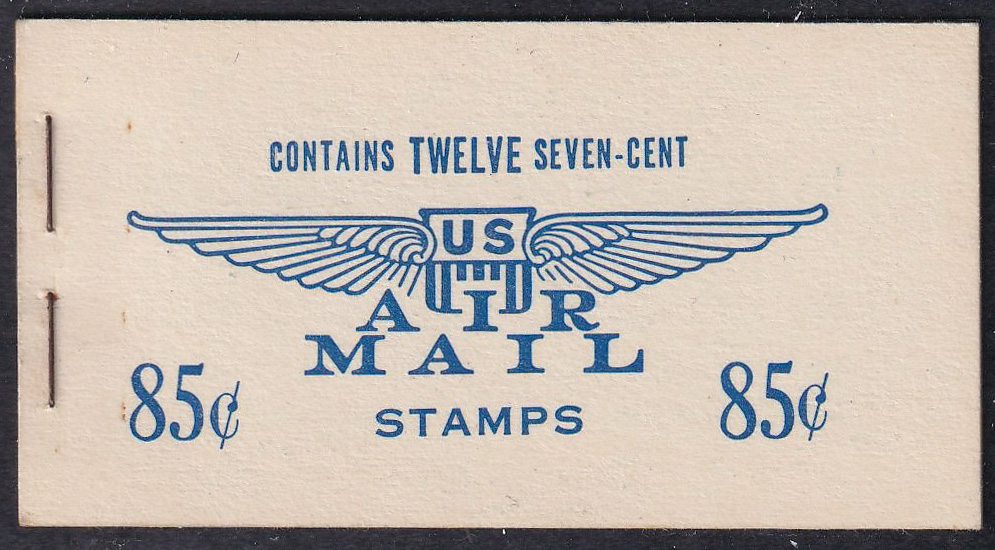 CONTAINS TWELVE SEVEN-CENT
US
AIR
MAIL
85¢ STAMPS 85¢